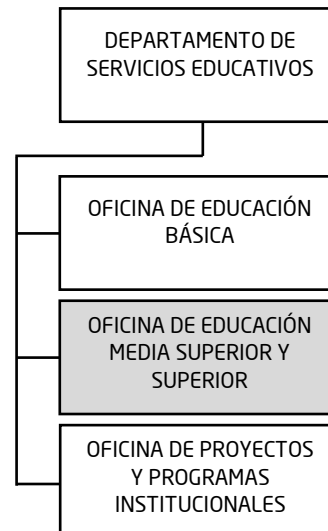 DEPARTAMENTO DE
SERVICIOS EDUCATIVOS
OFICINA DE EDUCACIÓN
BÁSICA
OFICINA DE EDUCACIÓN
MEDIA SUPERIOR Y
SUPERIOR
OFICINA DE PROYECTOS
Y PROGRAMAS
INSTITUCIONALES